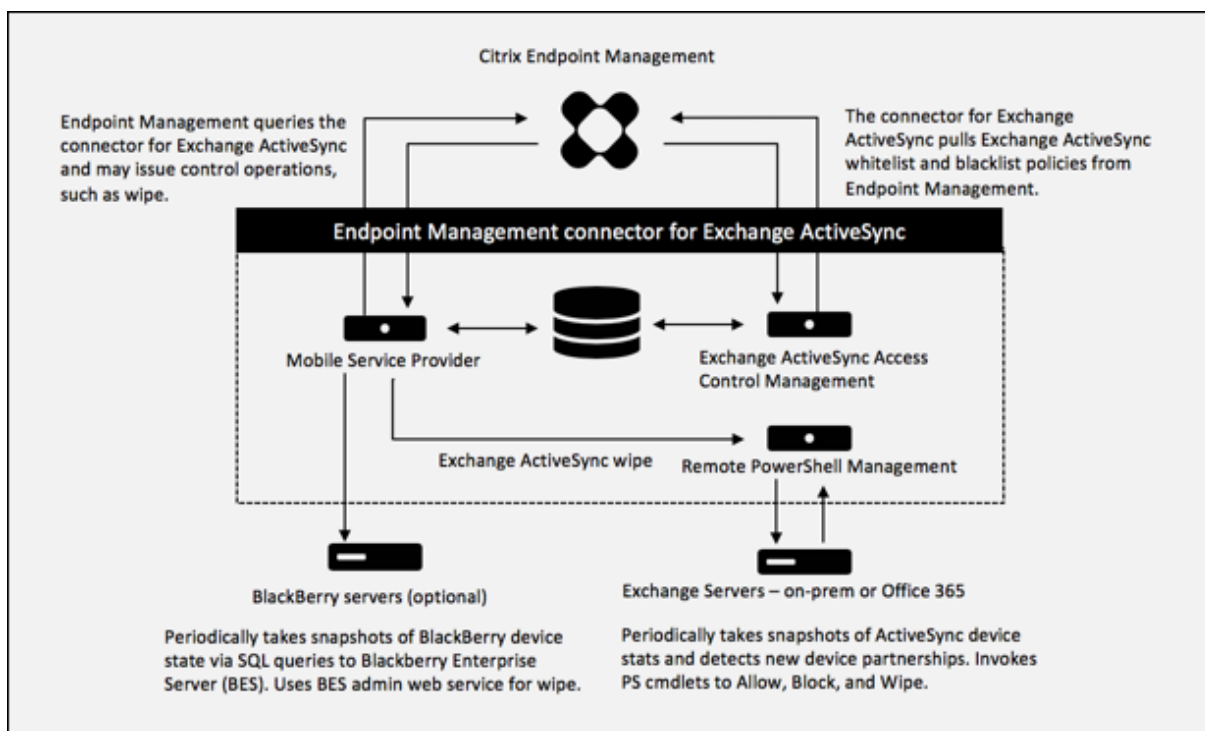 Citrix Endpoint Management
Endpoint Management queries the
connector for Exchange ActiveSync
and may issue control operations,
such as wipe.
The connector for Exchange
ActiveSync pulls Exchange ActiveSync
whitelist and blacklist policies from
Endpoint Management.
Endpoint Management connector for Exchange ActiveSync
Mobile Service Provider
Exchange ActiveSync Access
Control Management
Exchange ActiveSync wipe
Remote PowerShell Management
BlackBerry servers (optional)
Periodically takes snapshots of BlackBerry device
state via SQL queries to Blackberry Enterprise
Server (BES). Uses BES admin web service for wipe.
Exchange Servers – on-prem or Office 365
Periodically takes snapshots of ActiveSync device
stats and detects new device partnerships. Invokes
PS cmdlets to Allow, Block, and Wipe.